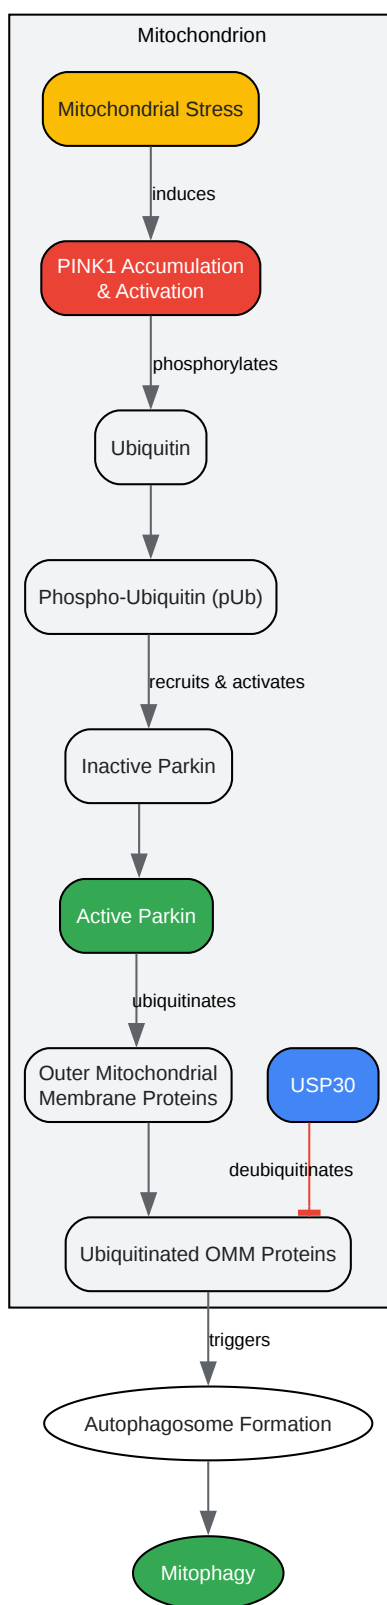 Mitochondrion
Mitochondrial Stress
induces
PINK1 Accumulation
& Activation
phosphorylates
Ubiquitin
Phospho-Ubiquitin (pUb)
recruits & activates
Inactive Parkin
Active Parkin
ubiquitinates
Outer Mitochondrial
Membrane Proteins
USP30
deubiquitinates
Ubiquitinated OMM Proteins
triggers
Autophagosome Formation
Mitophagy